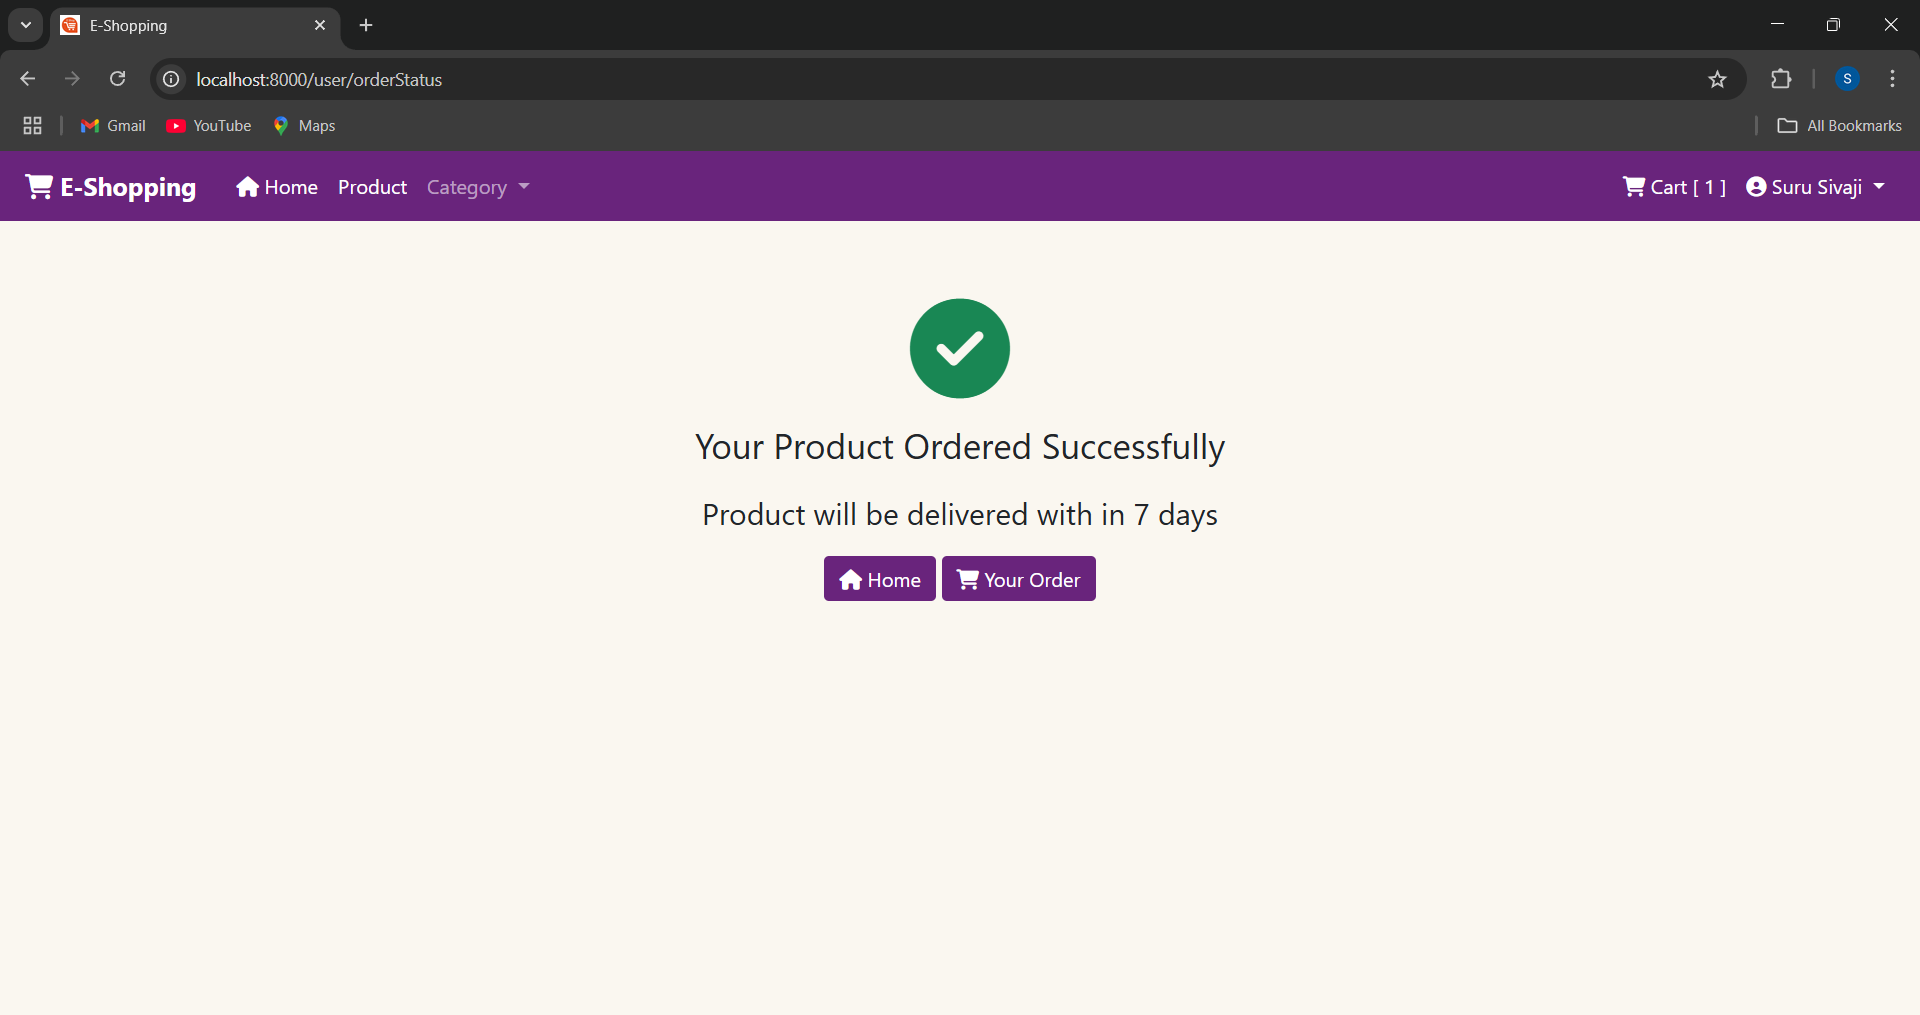 E-Shopping
localhost:8000/user/orderStatus
S
Gmail YouTube Maps All Bookmarks
E-Shopping Home Product Category Cart [ 1 ] Suru Sivaji
Your Product Ordered Successfully
Product will be delivered with in 7 days
Home Your Order